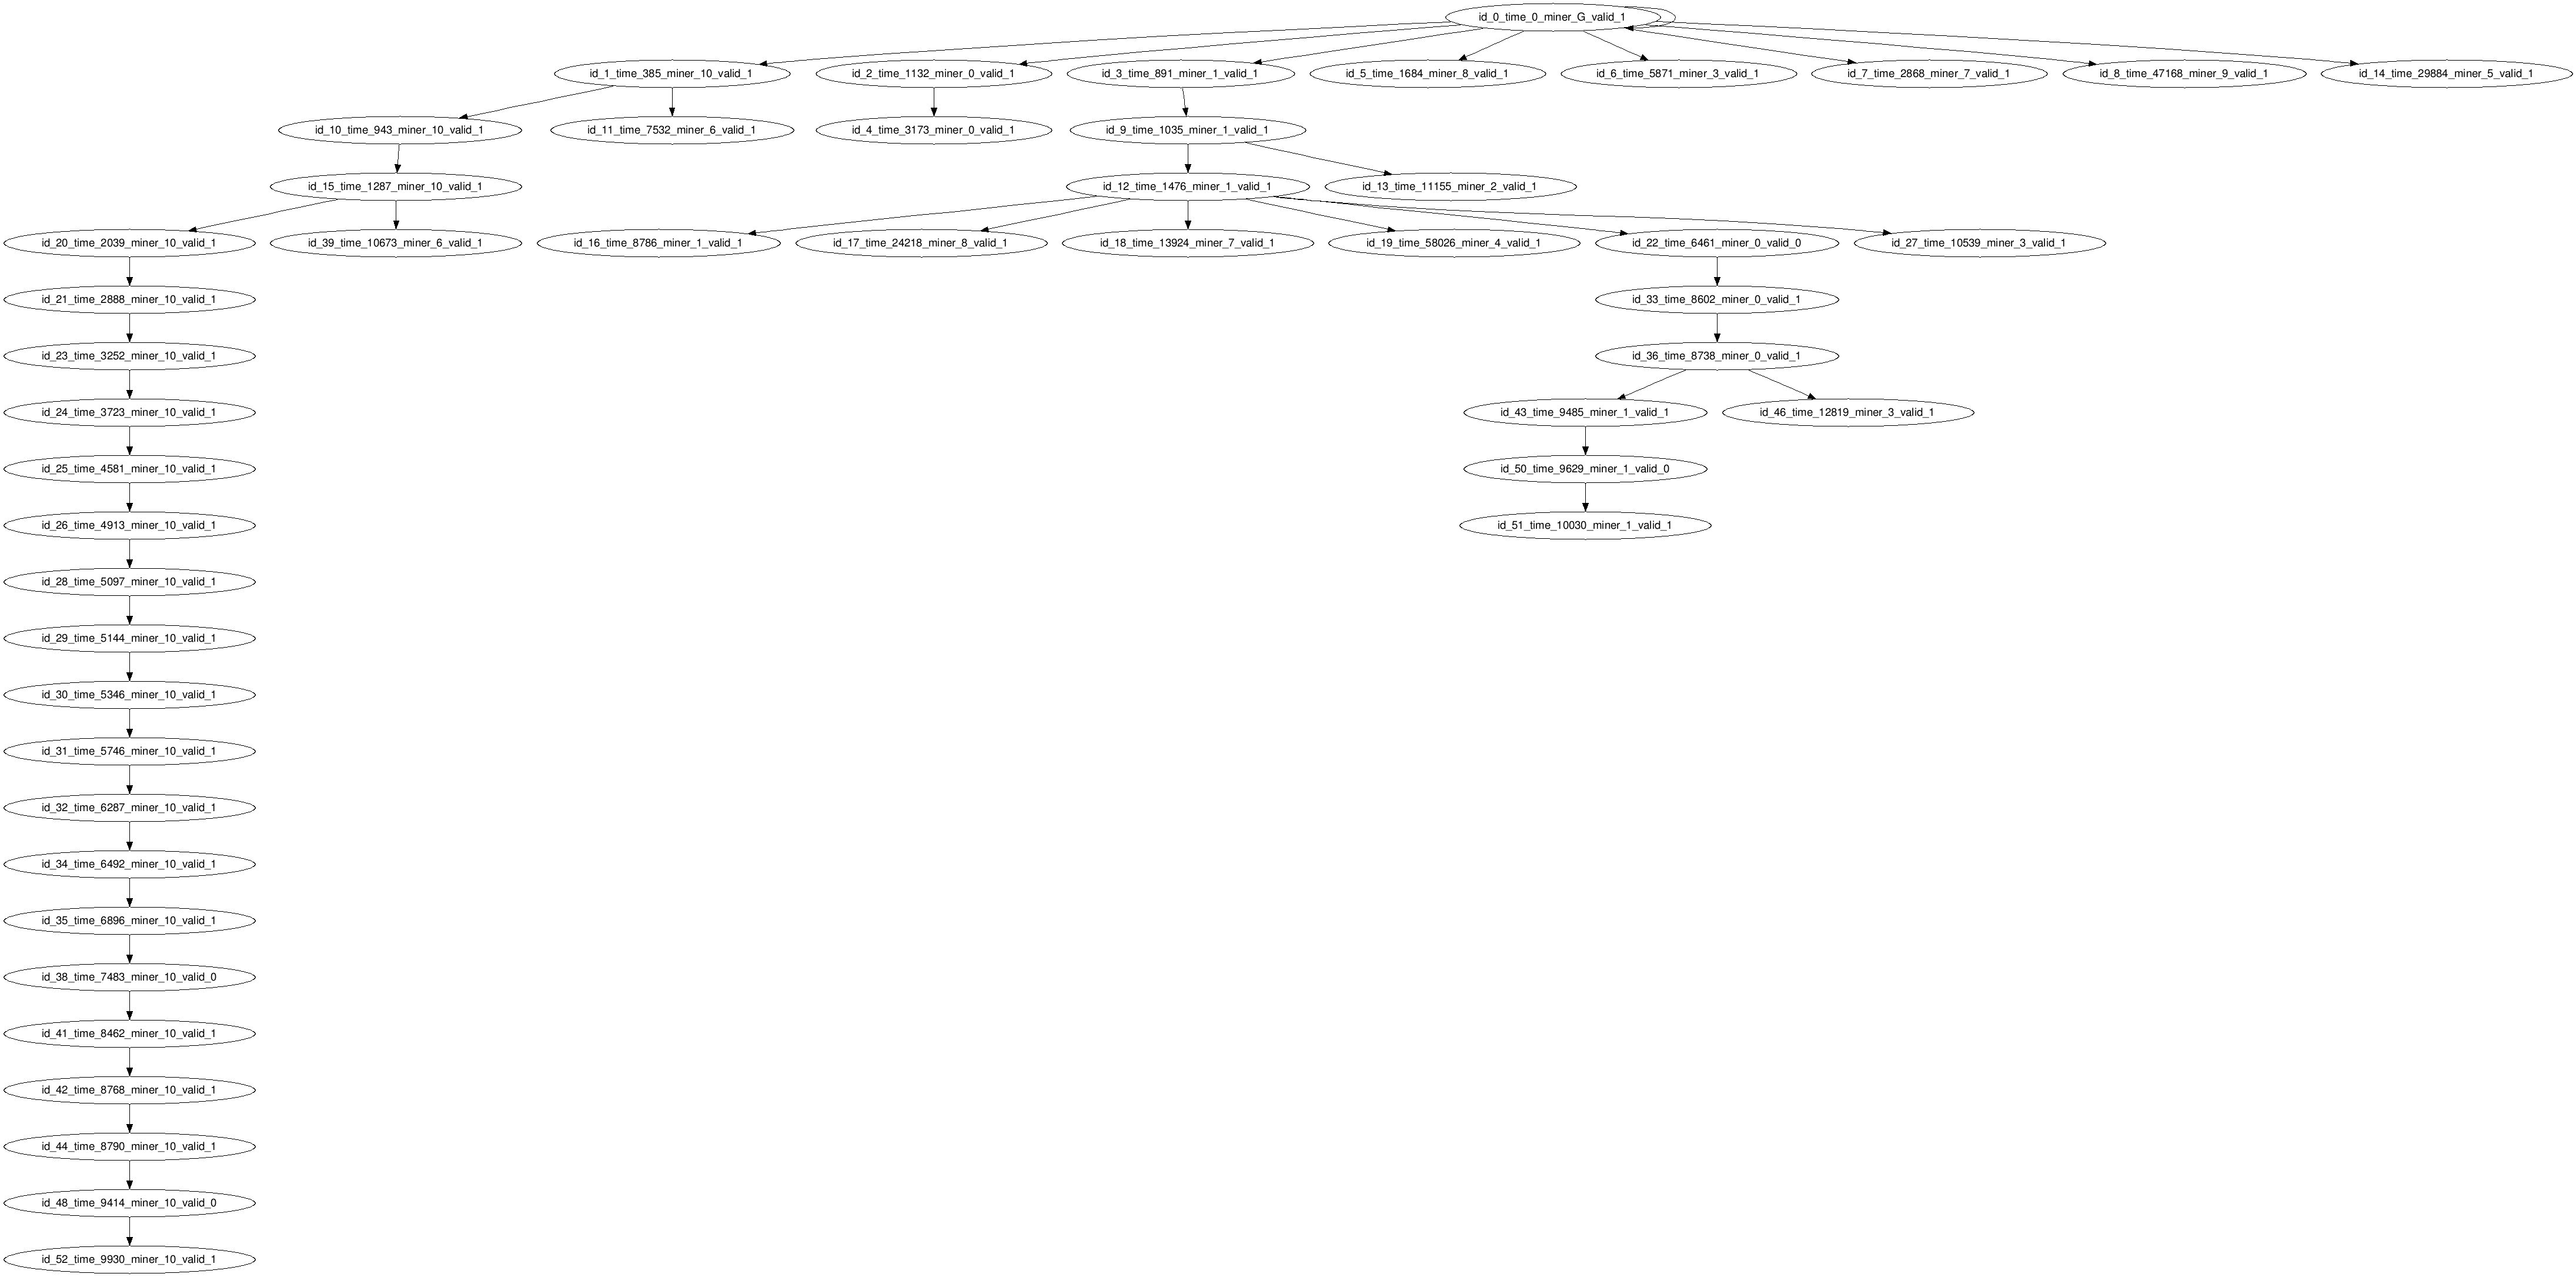 id_0_time_0_miner_G_valid_1
id_1_time_385_miner_10_valid_1
id_2_time_1132_miner_0_valid_1
id_3_time_891_miner_1_valid_1
id_5_time_1684_miner_8_valid_1
id_6_time_5871_miner_3_valid_1
id_7_time_2868_miner_7_valid_1
id_8_time_47168_miner_9_valid_1
id_14_time_29884_miner_5_valid_1
id_10_time_943_miner_10_valid_1
id_11_time_7532_miner_6_valid_1
id_4_time_3173_miner_0_valid_1
id_9_time_1035_miner_1_valid_1
id_15_time_1287_miner_10_valid_1
id_12_time_1476_miner_1_valid_1
id_13_time_11155_miner_2_valid_1
id_20_time_2039_miner_10_valid_1
id_39_time_10673_miner_6_valid_1
id_16_time_8786_miner_1_valid_1
id_17_time_24218_miner_8_valid_1
id_18_time_13924_miner_7_valid_1
id_19_time_58026_miner_4_valid_1
id_22_time_6461_miner_0_valid_0
id_27_time_10539_miner_3_valid_1
id_21_time_2888_miner_10_valid_1
id_33_time_8602_miner_0_valid_1
id_23_time_3252_miner_10_valid_1
id_36_time_8738_miner_0_valid_1
id_24_time_3723_miner_10_valid_1
id_43_time_9485_miner_1_valid_1
id_46_time_12819_miner_3_valid_1
id_25_time_4581_miner_10_valid_1
id_50_time_9629_miner_1_valid_0
id_26_time_4913_miner_10_valid_1
id_51_time_10030_miner_1_valid_1
id_28_time_5097_miner_10_valid_1
id_29_time_5144_miner_10_valid_1
id_30_time_5346_miner_10_valid_1
id_31_time_5746_miner_10_valid_1
id_32_time_6287_miner_10_valid_1
id_34_time_6492_miner_10_valid_1
id_35_time_6896_miner_10_valid_1
id_38_time_7483_miner_10_valid_0
id_41_time_8462_miner_10_valid_1
id_42_time_8768_miner_10_valid_1
id_44_time_8790_miner_10_valid_1
id_48_time_9414_miner_10_valid_0
id_52_time_9930_miner_10_valid_1